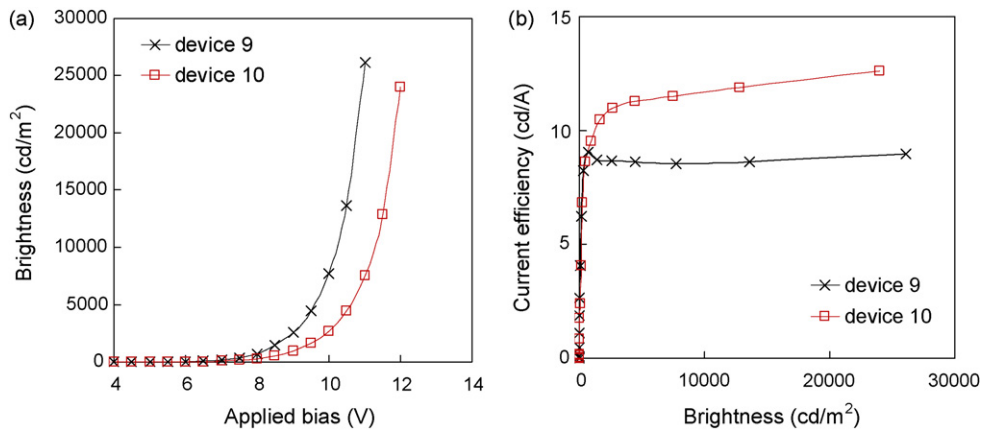 (a)
30000
25000
20000
15000
10000
5000
0
4
6
8
10
12
14
Brightness (cd/m²)
Applied bias (V)
device 9
device 10
(b)
15
10
5
0
0
10000
20000
30000
Current efficiency (cd/A)
Brightness (cd/m²)
device 9
device 10